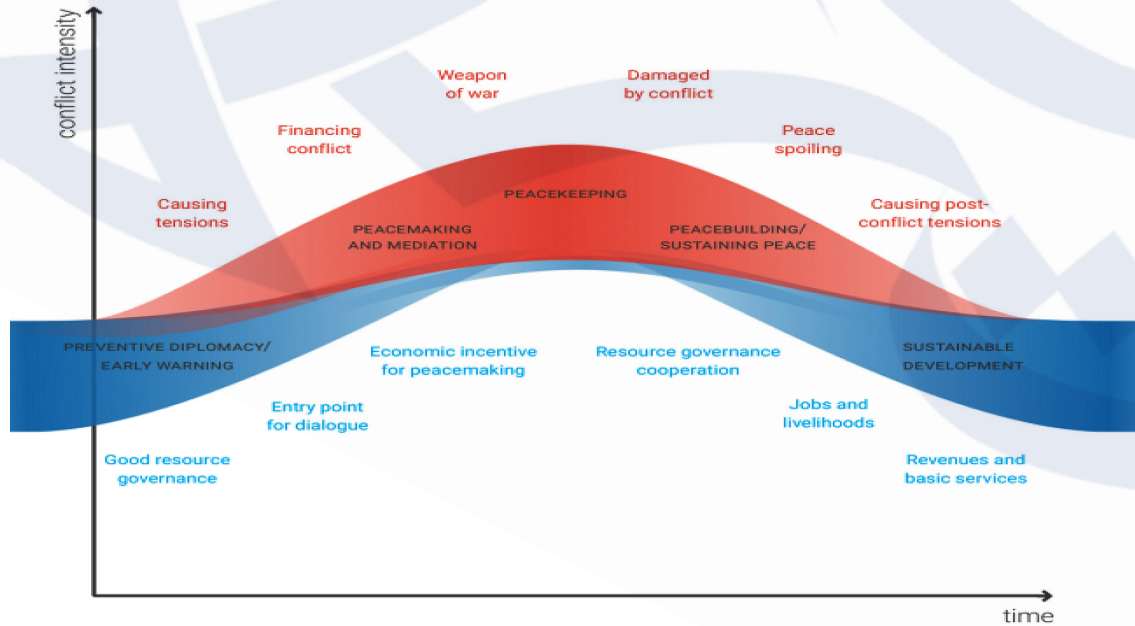 conflict intensity
Weapon
of war
Damaged
by conflict
Financing
conflict
Peace
spoiling
Causing
tensions
Causing post-
conflict tensions
PEACEKEEPING
PEACEMAKING
AND MEDIATION
PEACEBUILDING/
SUSTAINING PEACE
PREVENTIVE DIPLOMACY/
EARLY WARNING
SUSTAINABLE
DEVELOPMENT
Economic incentive
for peacemaking
Resource governance
cooperation
Entry point
for dialogue
Jobs and
livelihoods
Good resource
governance
Revenues and
basic services
time